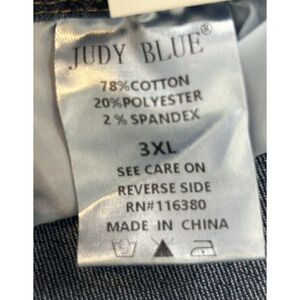 JUDY BLUE®
78%COTTON
20%POLYESTER
2% SPANDEX
3XL
SEE CARE ON
REVERSE SIDE
RN#116380
MADE IN CHINA